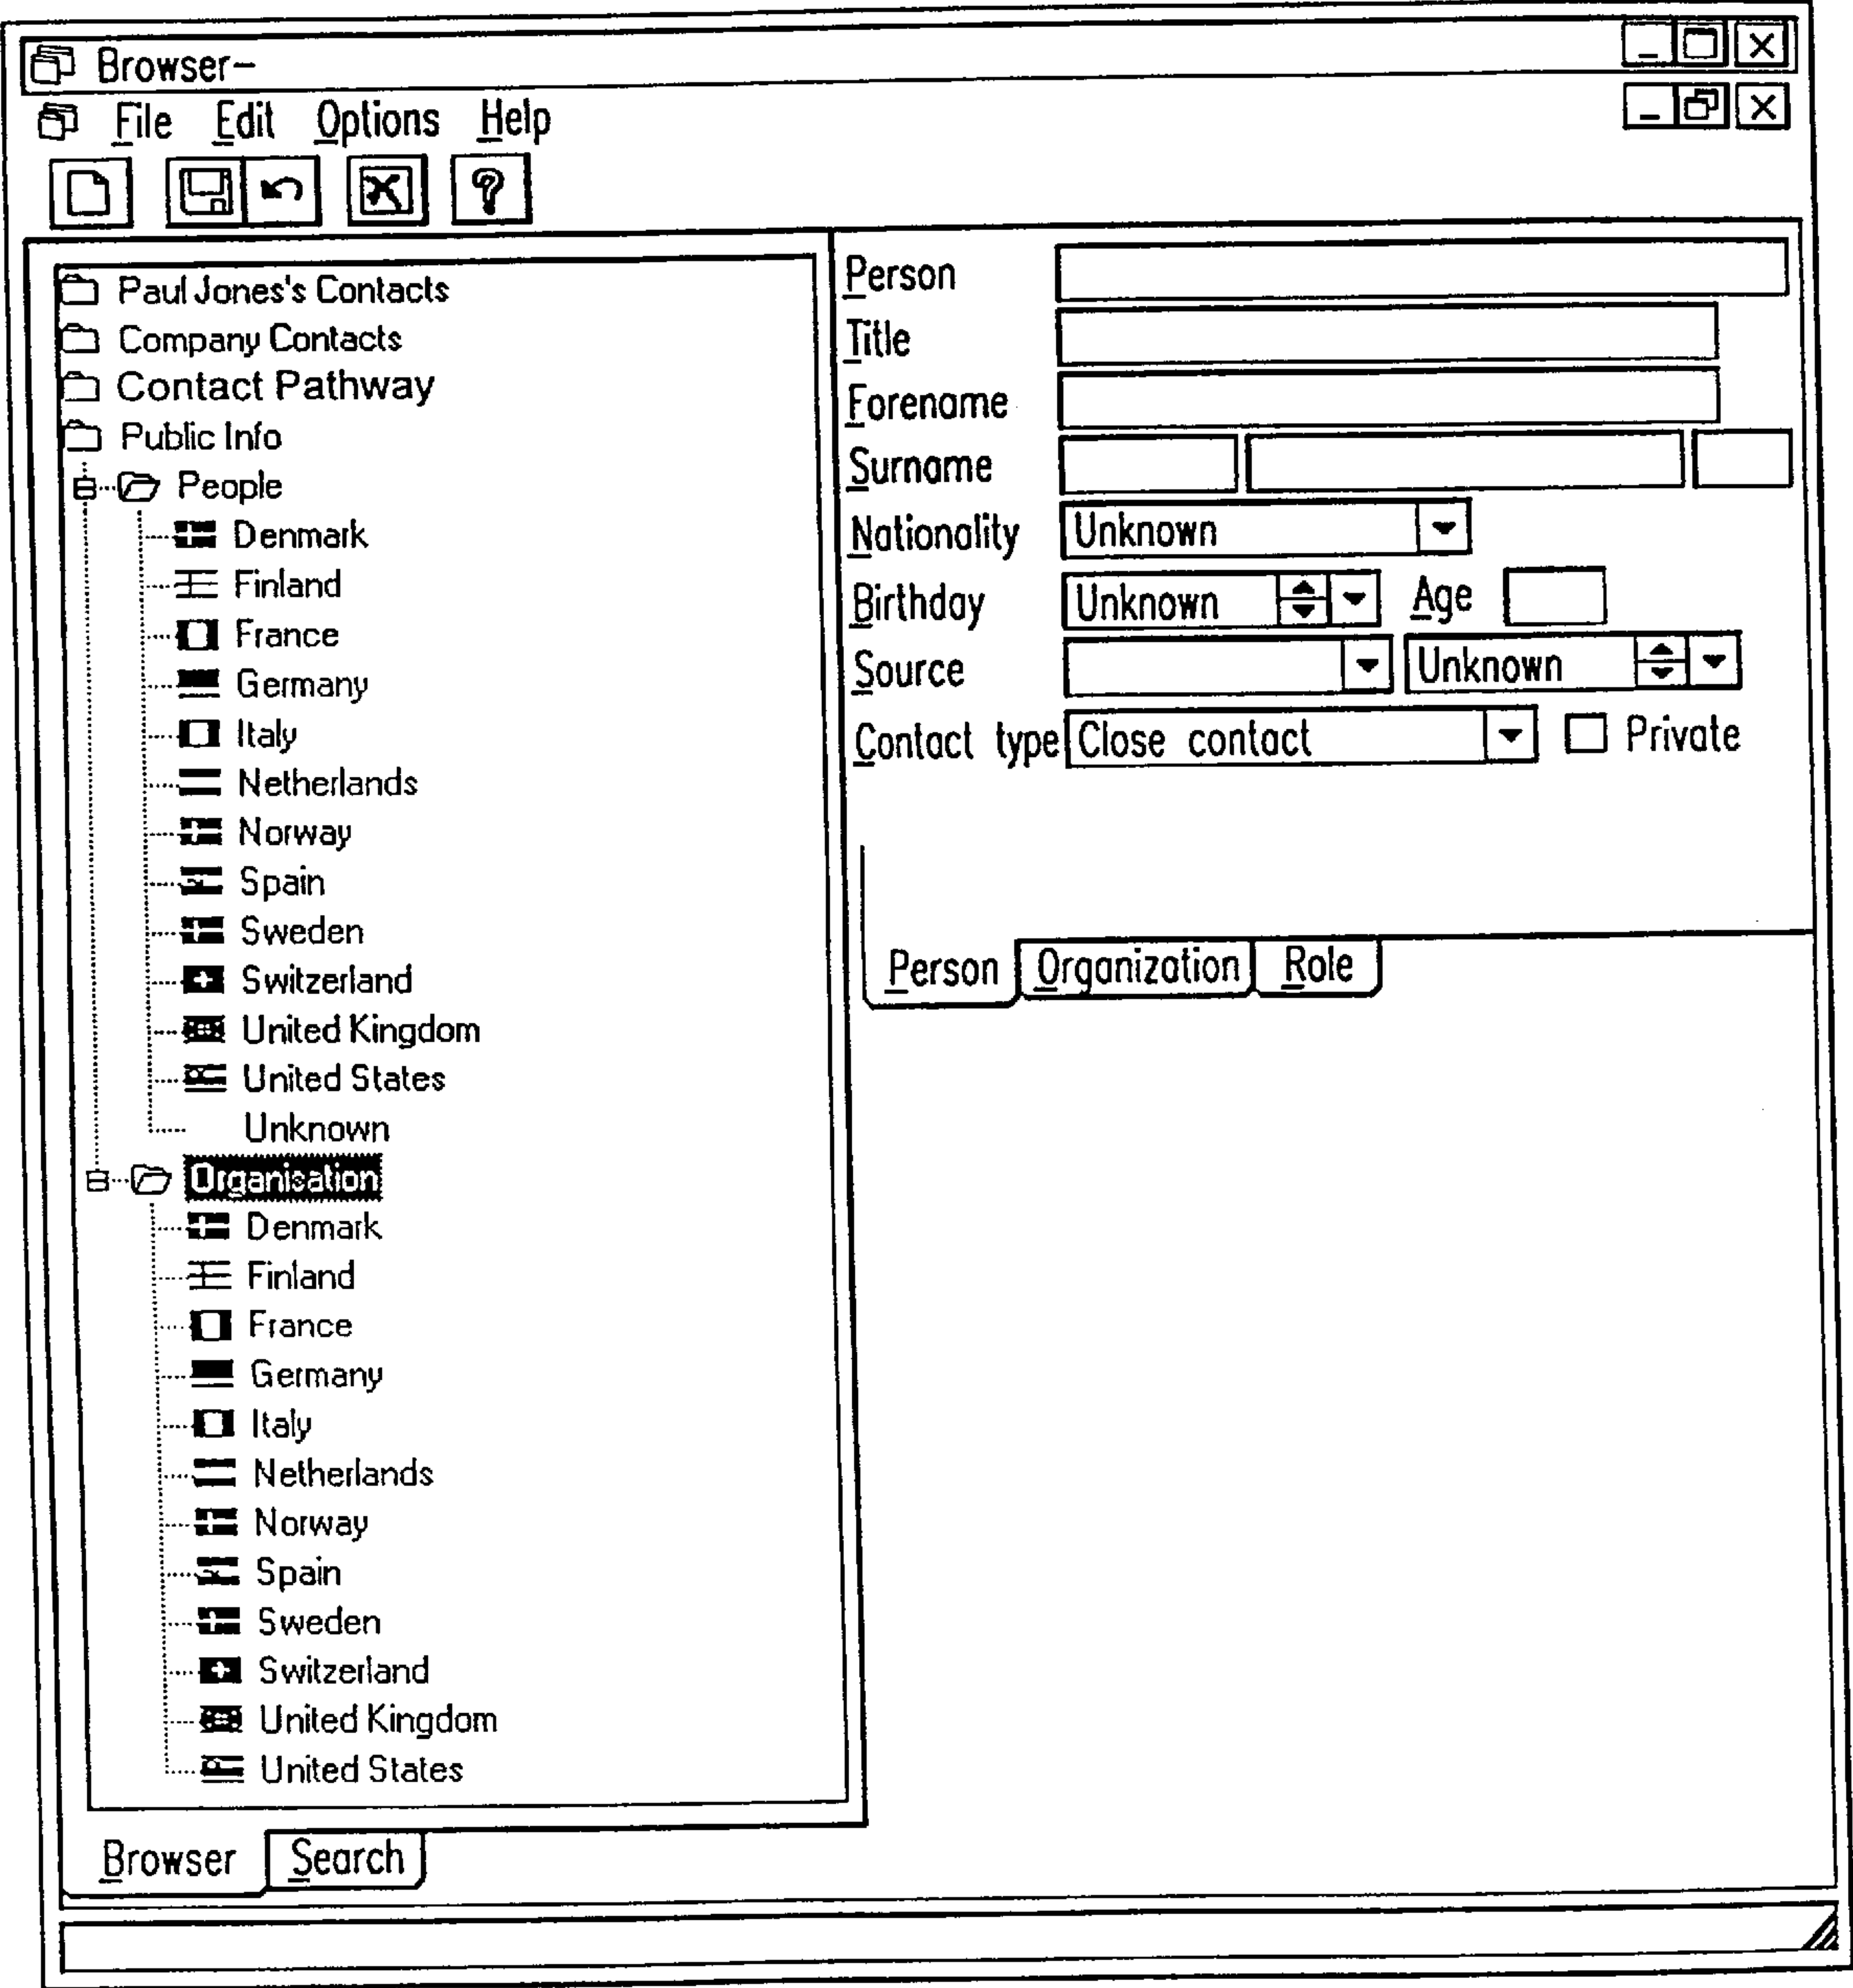 Browser-
File Edit Options Help
Paul Jones's Contacts
Company Contacts
Contact Pathway
Public Info
People
Denmark
Finland
France
Germany
Italy
Netherlands
Norway
Spain
Sweden
Switzerland
United Kingdom
United States
Unknown
Organisation
Denmark
Finland
France
Germany
Italy
Netherlands
Norway
Spain
Sweden
Switzerland
United Kingdom
United States
Browser Search
Person
Title
Forename
Surname
Nationality Unknown
Birthday Unknown Age
Source Unknown
Contact type Close contact Private
Person Organization Role